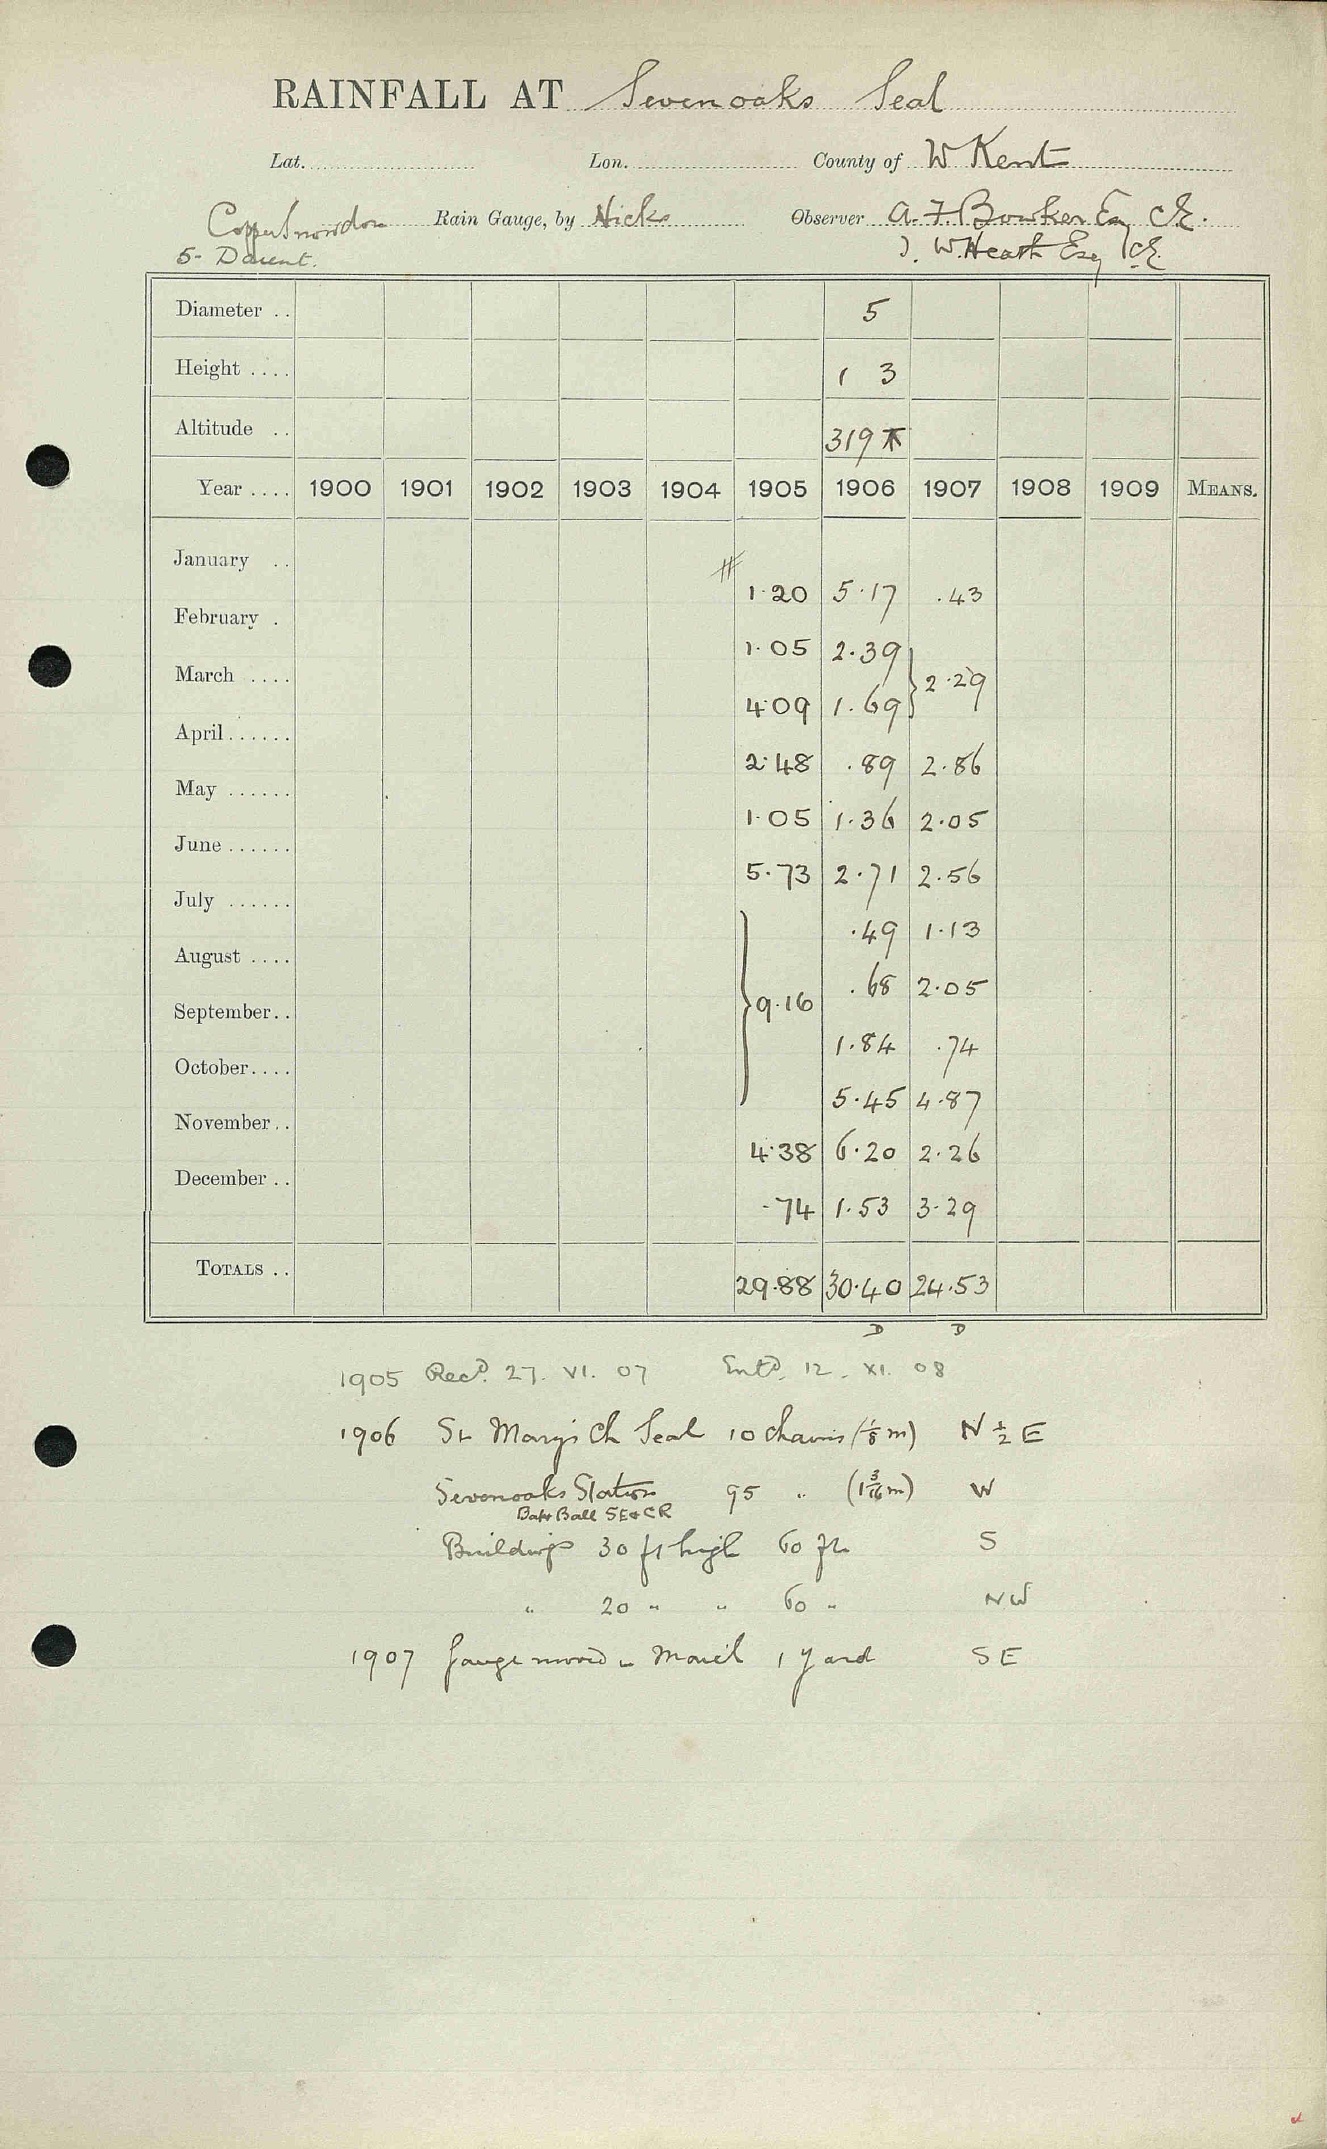 RAINFALL AT Sevenoaks Seal
Lat. Lon. County of W Kent
Copper Snowdon Rain Gauge, by Hicks Observer A. F. Bowker Esq C.E.
5- Darent. J. W. Heath Esq C.E.
Diameter .. 5
Height .... 1 3
Altitude .. 319
Year .... 1900 1901 1902 1903 1904 1905 1906 1907 1908 1909 MEANS.
January .. # 1.20 5.17 .43
February . 1.05 2.39
March .... 4.09 1.69 } 2.29
April...... 2.48 .89 2.86
May ...... 1.05 1.36 2.05
June ...... 5.73 2.71 2.56
July ...... .49 1.13
August .... .68 2.05
September.. } 9.16 1.84 .74
October.... 5.45 4.87
November.. 4.38 6.20 2.26
December .. .74 1.53 3.29
TOTALS .. 29.88 30.40 24.53
D D
1905 Recd. 27. VI. 07 Entd. 12. XI. 08
1906 St Mary's Ch Seal 10 chains (1/8 m) N 1/2 E
Sevenoaks Station 95 " (1 3/16 m) W
Bat & Ball SE & CR
Buildings 30 ft high 60 ft S
" 20 " " 60 " NW
1907 Gauge moved in March 1 yard SE